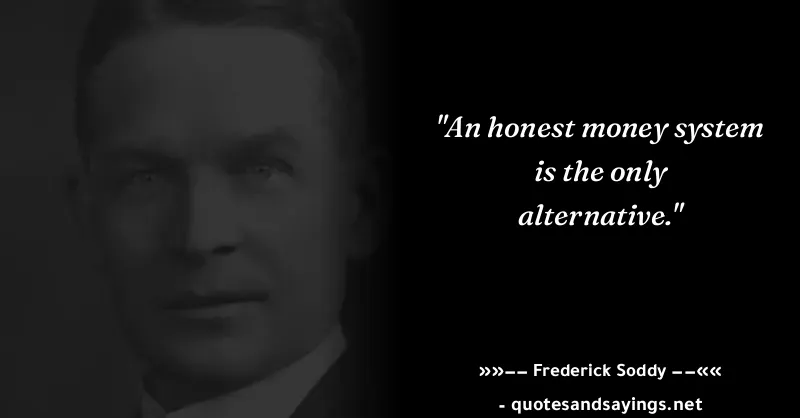 "An honest money system
is the only
alternative."
»»−− Frederick Soddy −−««
- quotesandsayings.net